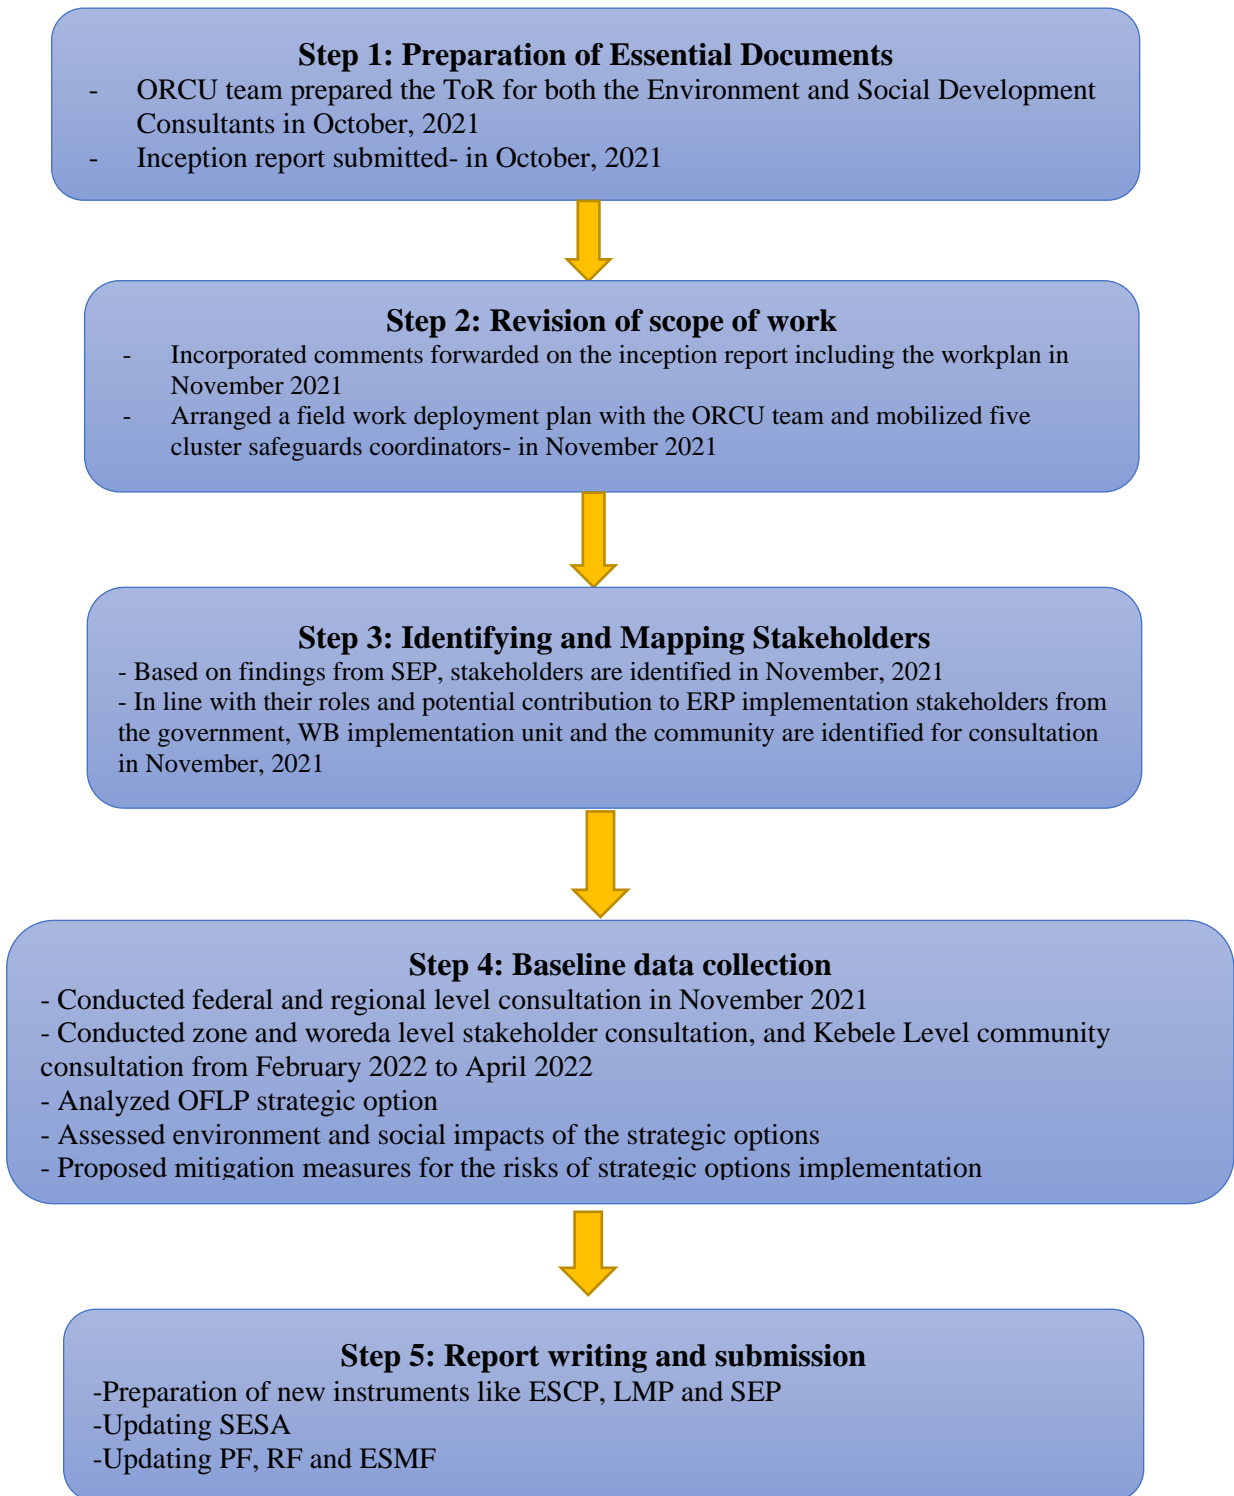 Step 1: Preparation of Essential Documents
- ORCU team prepared the ToR for both the Environment and Social Development
Consultants in October, 2021
- Inception report submitted- in October, 2021
Step 2: Revision of scope of work
- Incorporated comments forwarded on the inception report including the workplan in
November 2021
- Arranged a field work deployment plan with the ORCU team and mobilized five
cluster safeguards coordinators- in November 2021
Step 3: Identifying and Mapping Stakeholders
- Based on findings from SEP, stakeholders are identified in November, 2021
- In line with their roles and potential contribution to ERP implementation stakeholders from
the government, WB implementation unit and the community are identified for consultation
in November, 2021
Step 4: Baseline data collection
- Conducted federal and regional level consultation in November 2021
- Conducted zone and woreda level stakeholder consultation, and Kebele Level community
consultation from February 2022 to April 2022
- Analyzed OFLP strategic option
- Assessed environment and social impacts of the strategic options
- Proposed mitigation measures for the risks of strategic options implementation
Step 5: Report writing and submission
-Preparation of new instruments like ESCP, LMP and SEP
-Updating SESA
-Updating PF, RF and ESMF